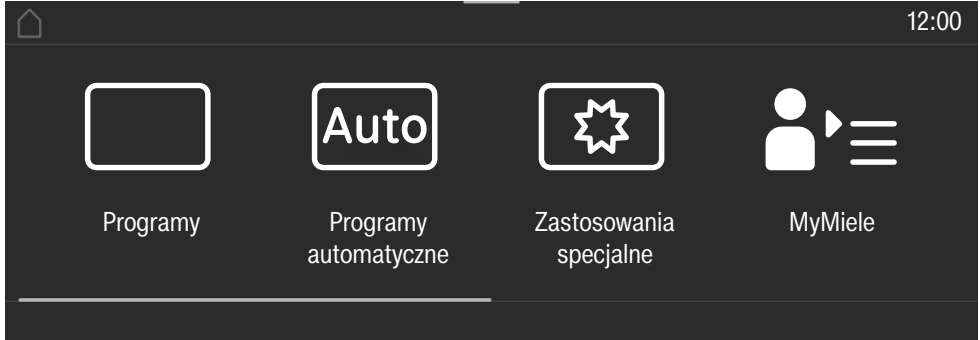 12:00
Auto
Programy
Programy
automatyczne
Zastosowania
specjalne
MyMiele